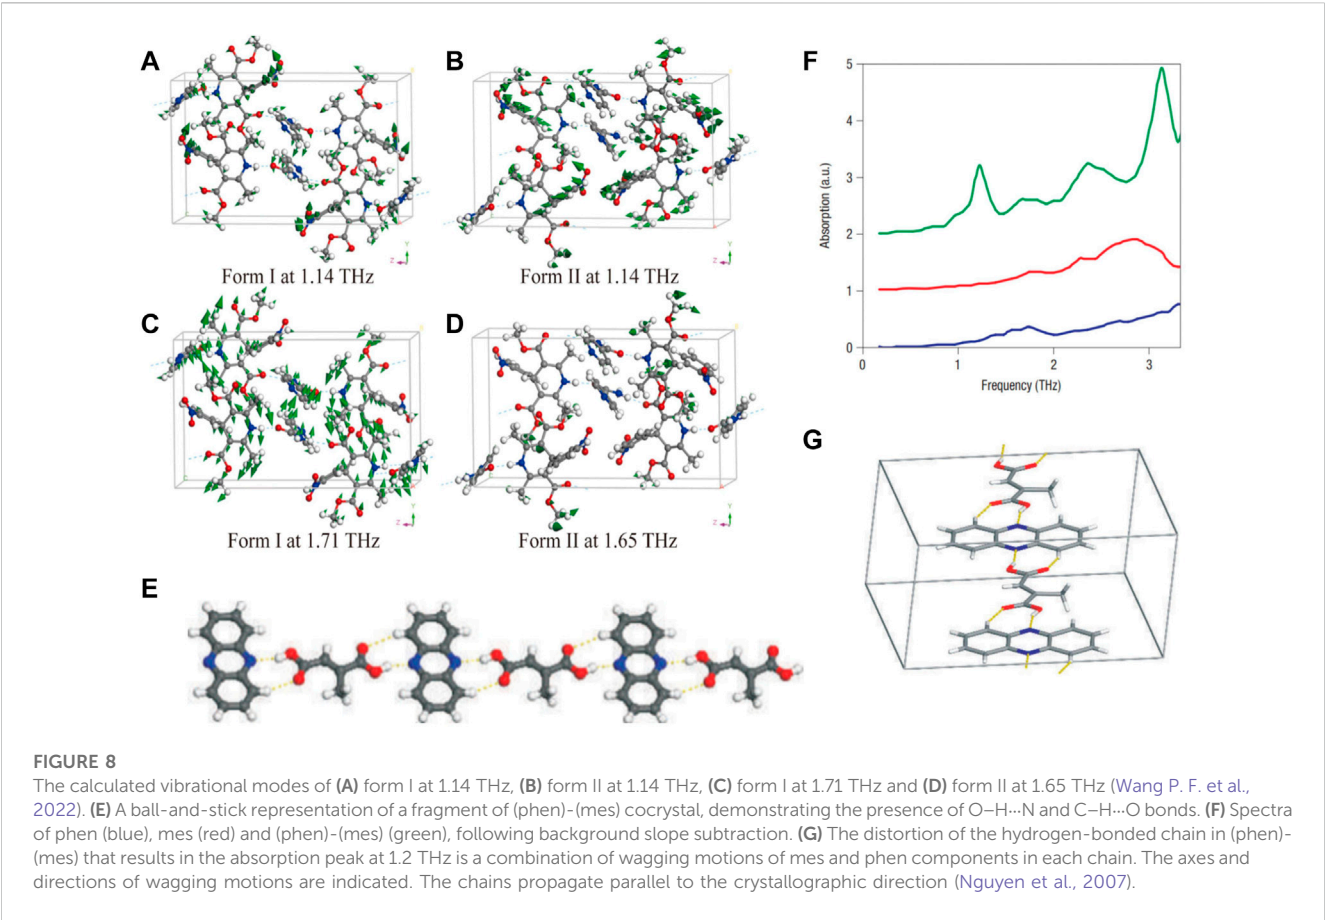 A
B
F
Form I at 1.14 THz
Form II at 1.14 THz
C
D
Form I at 1.71 THz
Form II at 1.65 THz
5
4
3
2
1
0
Absorption (a.u.)
0
1
2
3
Frequency (THz)
G
E
FIGURE 8
The calculated vibrational modes of (A) form I at 1.14 THz, (B) form II at 1.14 THz, (C) form I at 1.71 THz and (D) form II at 1.65 THz (Wang P. F. et al.,
2022). (E) A ball-and-stick representation of a fragment of (phen)-(mes) cocrystal, demonstrating the presence of O–H···N and C–H···O bonds. (F) Spectra
of phen (blue), mes (red) and (phen)-(mes) (green), following background slope subtraction. (G) The distortion of the hydrogen-bonded chain in (phen)-
(mes) that results in the absorption peak at 1.2 THz is a combination of wagging motions of mes and phen components in each chain. The axes and
directions of wagging motions are indicated. The chains propagate parallel to the crystallographic direction (Nguyen et al., 2007).